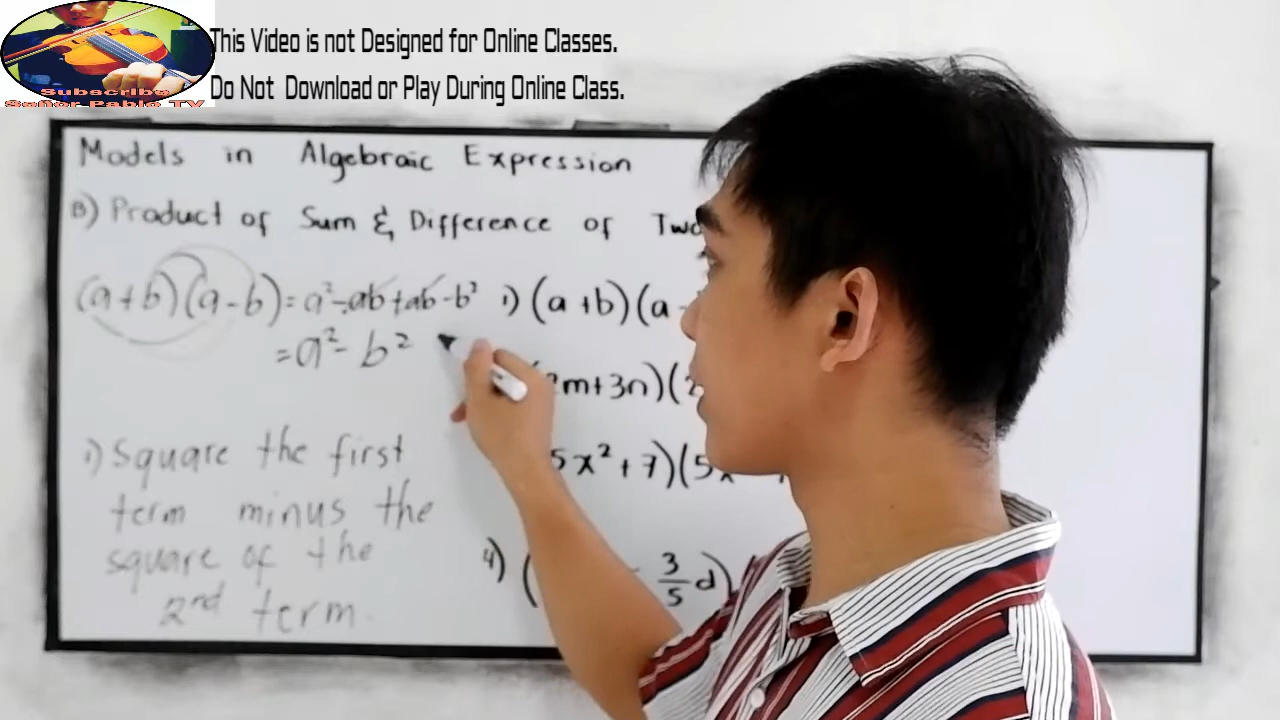 This Video is not Designed for Online Classes.
Do Not Download or Play During Online Class.
Subscribe
Señor Pablo TV
Models in Algebraic Expression
B) Product of Sum & Difference of Two
(a+b)(a-b)=a²-ab+ab-b²
=a²-b²
1) Square the first
term minus the
square of the
2nd term.
1) (a+b)(a-
2m+3n)(2
5x²+7)(5x
4) (
- 3/5 d)